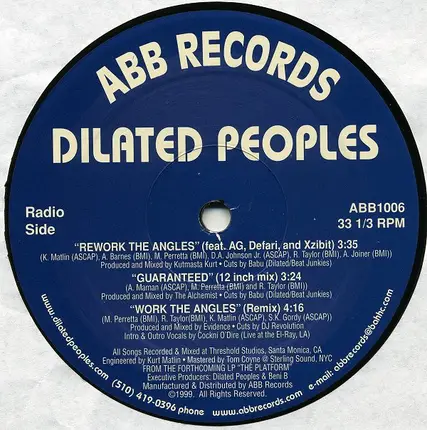 ABB RECORDS
DILATED PEOPLES
Radio
Side
ABB1006
33 1/3 RPM
"REWORK THE ANGLES" (feat. AG, Defari, and Xzibit) 3:35
(K. Matlin (ASCAP), A. Barnes (BMI), M. Perretta (BMI), D.A. Johnson Jr. (ASCAP), R. Taylor (BMI), A. Joiner (BMI))
Produced and Mixed by Kutmasta Kurt • Cuts by Babu (Dilated/Beat Junkies)
"GUARANTEED" (12 inch mix) 3:24
(A. Maman (ASCAP), M. Perretta (BMI) and R. Taylor (BMI))
Produced and Mixed by The Alchemist • Cuts by Babu (Dilated/Beat Junkies)
"WORK THE ANGLES" (Remix) 4:16
(M. Perretta (BMI), R. Taylor(BMI), K. Matlin (ASCAP), S.K. Gordy (ASCAP))
Produced and Mixed by Evidence • Cuts by DJ Revolution
Intro & Outro Vocals by Cockni O'Dire (Live at the El-Ray, LA)
All Songs Recorded & Mixed at Threshold Studios, Santa Monica, CA
Engineered by Kurt Matlin • Mastered by Tom Coyne @ Sterling Sound, NYC
FROM THE FORTHCOMING LP "THE PLATFORM"
Executive Producers: Dilated Peoples & Beni B
Manufactured & Distributed by ABB Records
©1999. All Rights Reserved.
www.dilatedpeoples.com
(510) 419-0396 phone
www.abbrecords.com
e-mail: abbrecords@bahhc.com